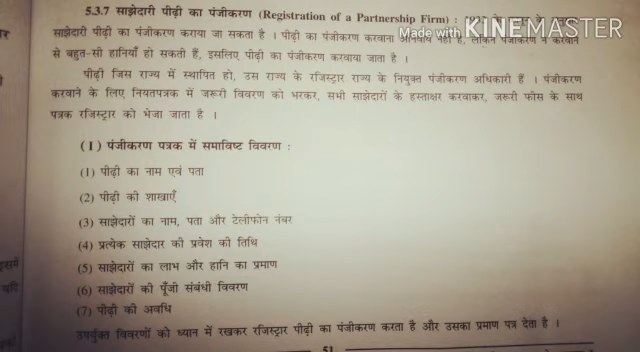 5.3.7 साझेदारी पीढ़ी का पंजीकरण (Registration of a Partnership Firm) :
Made with KINEMASTER
साझेदारी पीढ़ी का पंजीकरण कराया जा सकता है । पीढ़ी का पंजीकरण करवाना अनिवार्य नहीं है, लेकिन पंजीकरण न करवाने
से बहुत-सी हानियाँ हो सकती हैं, इसलिए पीढ़ी का पंजीकरण करवाया जाता है ।
पीढ़ी जिस राज्य में स्थापित हो, उस राज्य के रजिस्ट्रार राज्य के नियुक्त पंजीकरण अधिकारी हैं । पंजीकरण
करवाने के लिए नियतपत्रक में जरूरी विवरण को भरकर, सभी साझेदारों के हस्ताक्षर करवाकर, जरूरी फीस के साथ
पत्रक रजिस्ट्रार को भेजा जाता है ।
(I) पंजीकरण पत्रक में समाविष्ट विवरण :
(1) पीढ़ी का नाम एवं पता
(2) पीढ़ी की शाखाएँ
(3) साझेदारों का नाम, पता और टेलीफोन नंबर
(4) प्रत्येक साझेदार की प्रवेश की तिथि
(5) साझेदारों का लाभ और हानि का प्रमाण
(6) साझेदारों की पूँजी संबंधी विवरण
(7) पीढ़ी की अवधि
उपर्युक्त विवरणों को ध्यान में रखकर रजिस्ट्रार पीढ़ी का पंजीकरण करता है और उसका प्रमाण पत्र देता है ।
51